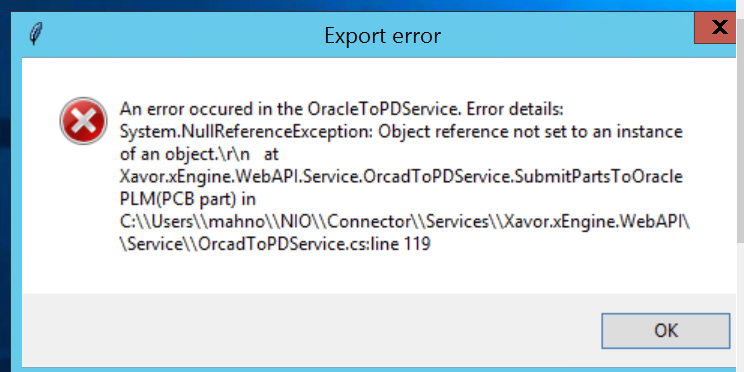 Export error
An error occured in the OracleToPDService. Error details:
System.NullReferenceException: Object reference not set to an instance
of an object.\r\n   at
Xavor.xEngine.WebAPI.Service.OrcadToPDService.SubmitPartsToOracle
PLM(PCB part) in
C:\\Users\\mahno\\NIO\\Connector\\Services\\Xavor.xEngine.WebAPI\
\Service\\OrcadToPDService.cs:line 119
OK